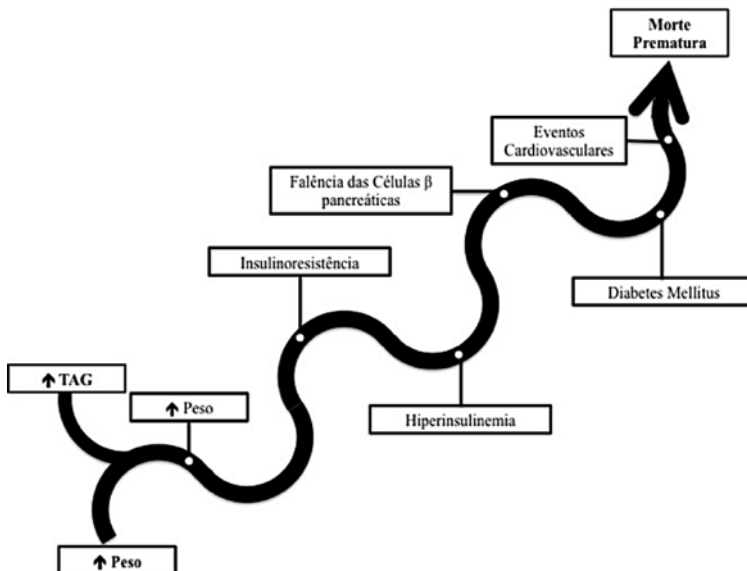 Morte
Prematura
Eventos
Cardiovasculares
Falência das Células β
pancreáticas
Insulinoresistência
Diabetes Mellitus
↑ TAG
↑ Peso
Hiperinsulinemia
↑ Peso